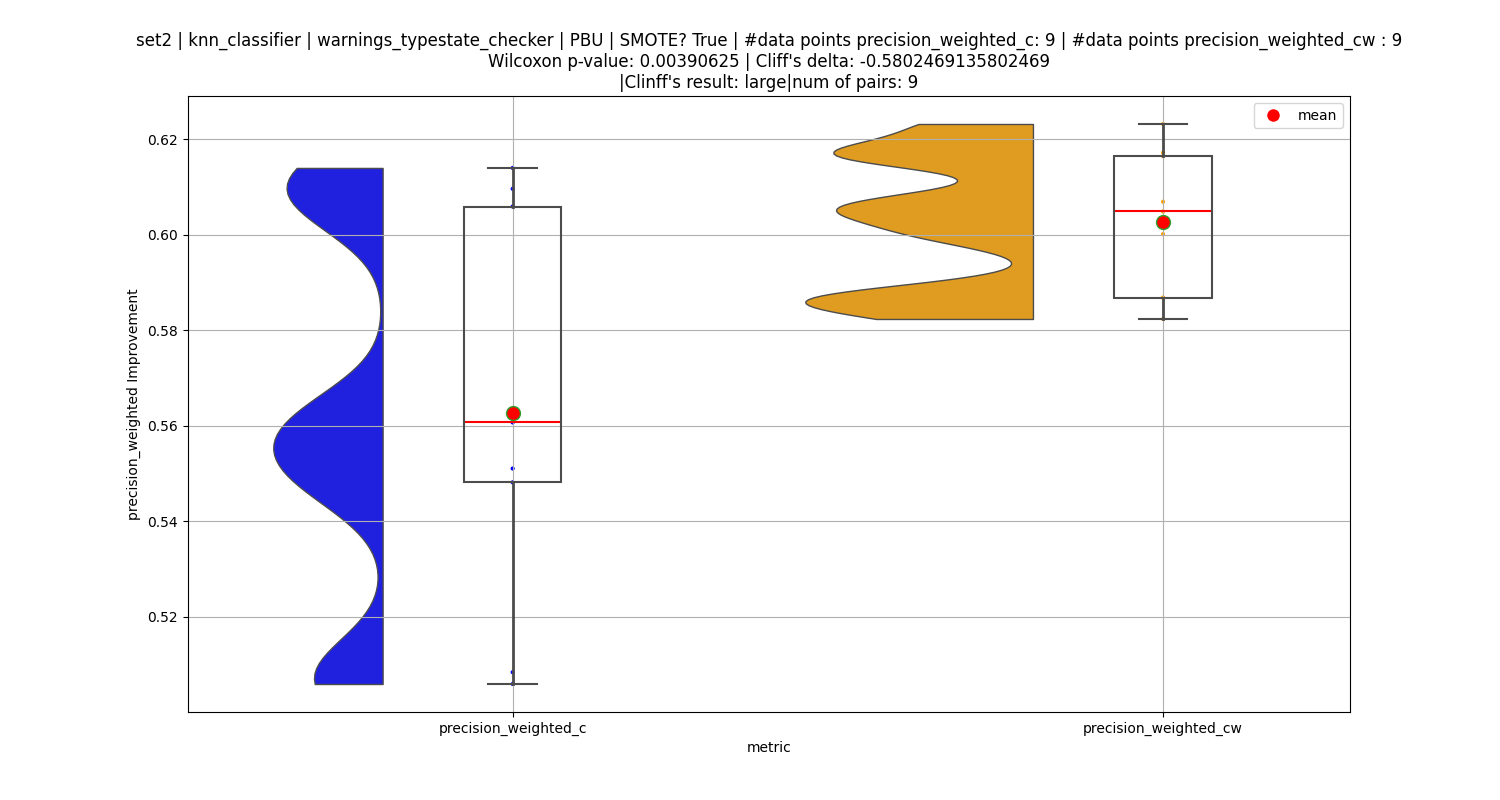 set2 | knn_classifier | warnings_typestate_checker | PBU | SMOTE? True | #data points precision_weighted_c: 9 | #data points precision_weighted_cw : 9
Wilcoxon p-value: 0.00390625 | Cliff's delta: -0.5802469135802469
|Clinff's result: large|num of pairs: 9
mean
0.62
0.60
0.58
0.56
0.54
0.52
precision_weighted Improvement
precision_weighted_c
precision_weighted_cw
metric